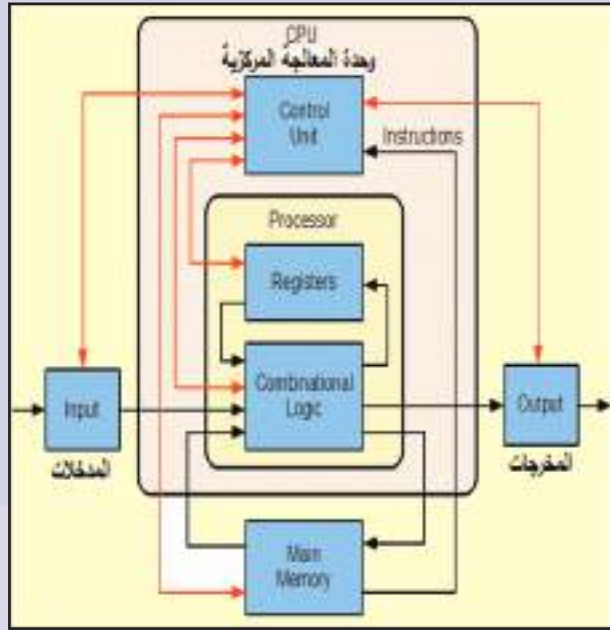 CPU
وحدة المعالجة المركزية
Control
Unit
Instructions
Processor
Registers
Combinational
Logic
Input
المدخلات
Output
المخرجات
Main
Memory